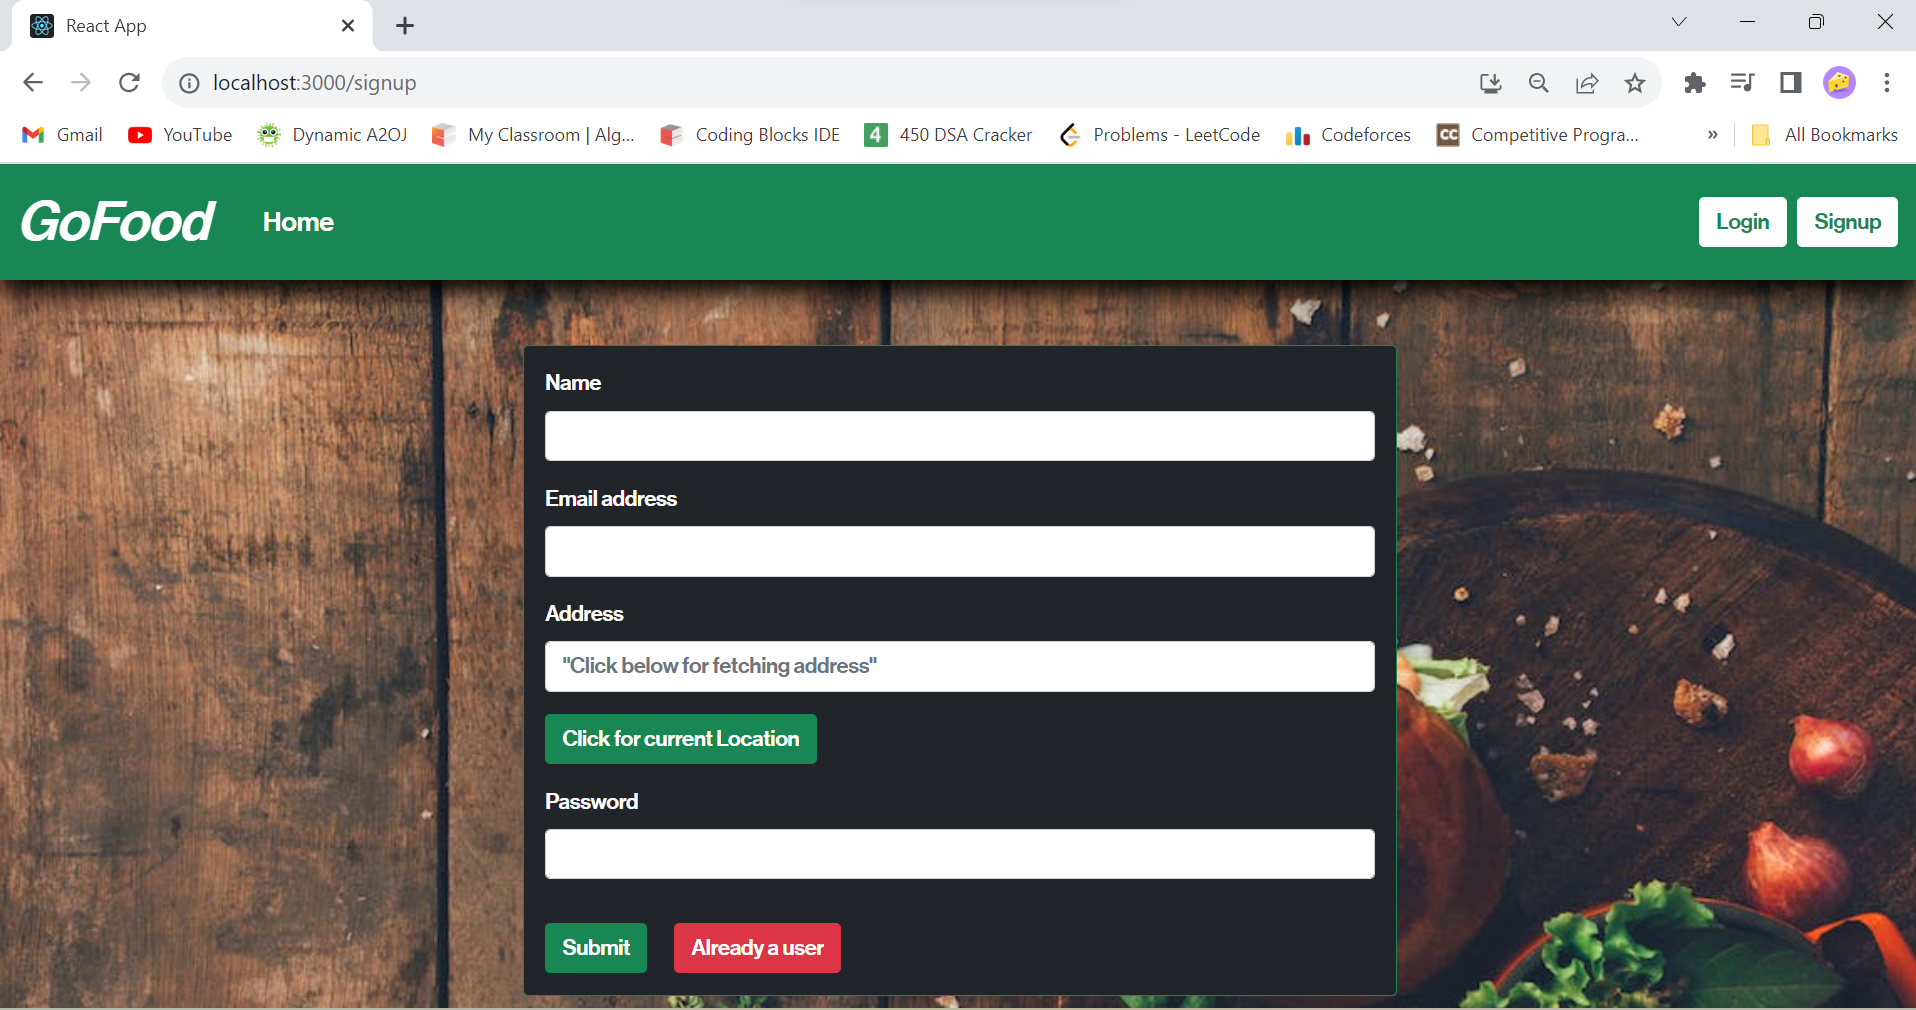 React App
localhost:3000/signup
Gmail YouTube Dynamic A2OJ My Classroom | Alg... Coding Blocks IDE 4 450 DSA Cracker Problems - LeetCode Codeforces CC Competitive Progra... » All Bookmarks
GoFood Home Login Signup
Name
Email address
Address
"Click below for fetching address"
Click for current Location
Password
Submit Already a user